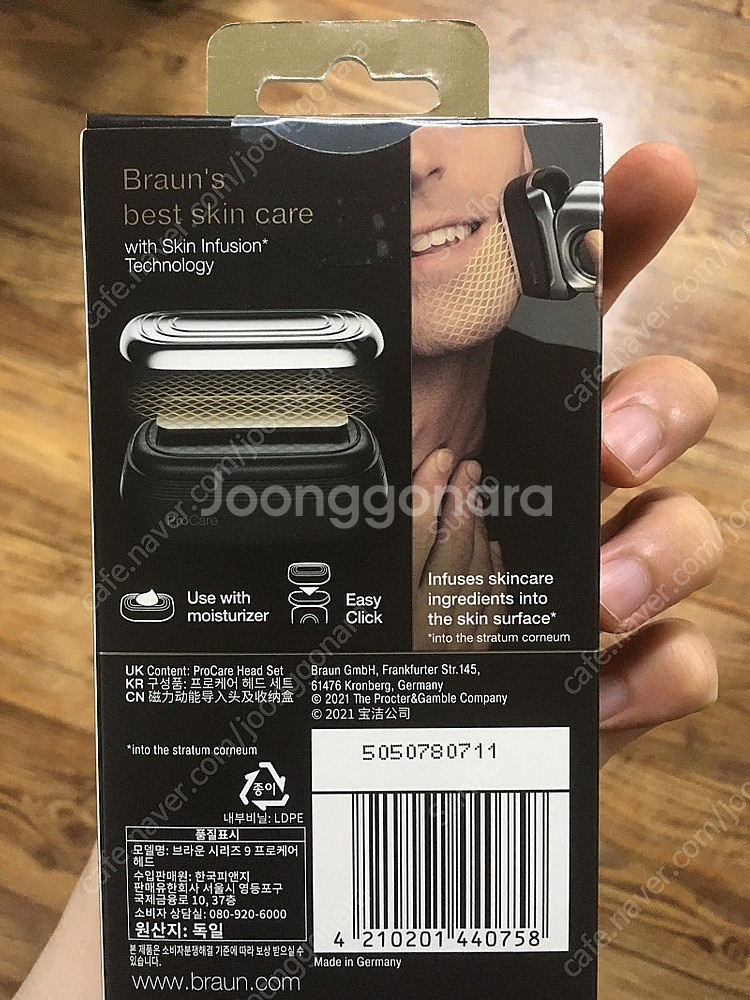 Braun's
best skin care
with Skin Infusion*
Technology
ProCare
Joonggonara
Use with
moisturizer
Easy
Click
Infuses skincare
ingredients into
the skin surface*
*into the stratum corneum
UK Content: ProCare Head Set
KR 구성품: 프로케어 헤드 세트
CN 磁力动能导入头及收纳盒
Braun GmbH, Frankfurter Str.145,
61476 Kronberg, Germany
© 2021 The Procter&Gamble Company
© 2021 宝洁公司
*into the stratum corneum
종이
내부비닐: LDPE
품질표시
모델명: 브라운 시리즈 9 프로케어
헤드
수입판매원: 한국피앤지
판매유한회사 서울시 영등포구
국제금융로 10, 37층
소비자 상담실: 080-920-6000
원산지: 독일
본 제품은 소비자분쟁해결 기준에 따라 보상 받으실 수
있습니다.
www.braun.com
5050780711
4 210201 440758
Made in Germany
cafe.naver.com/joonggonara